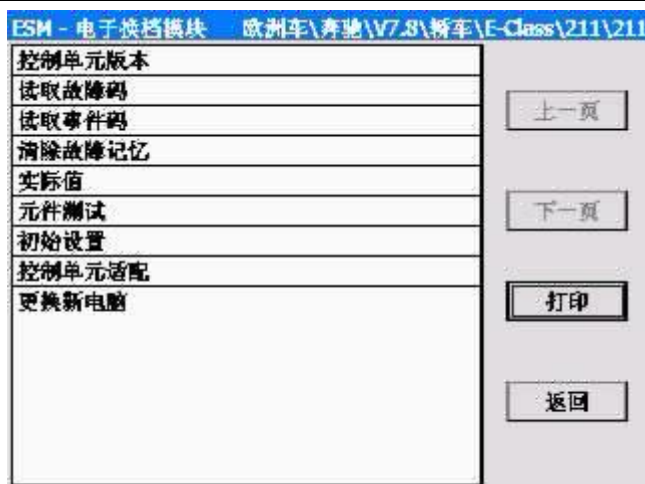 ESM - 电子换档模块 欧洲车\奔驰\V7.8\轿车\E-Class\211\211
控制单元版本
读取故障码
读取事件码
清除故障记忆
实际值
元件测试
初始设置
控制单元适配
更换新电脑
上一页
下一页
打印
返回